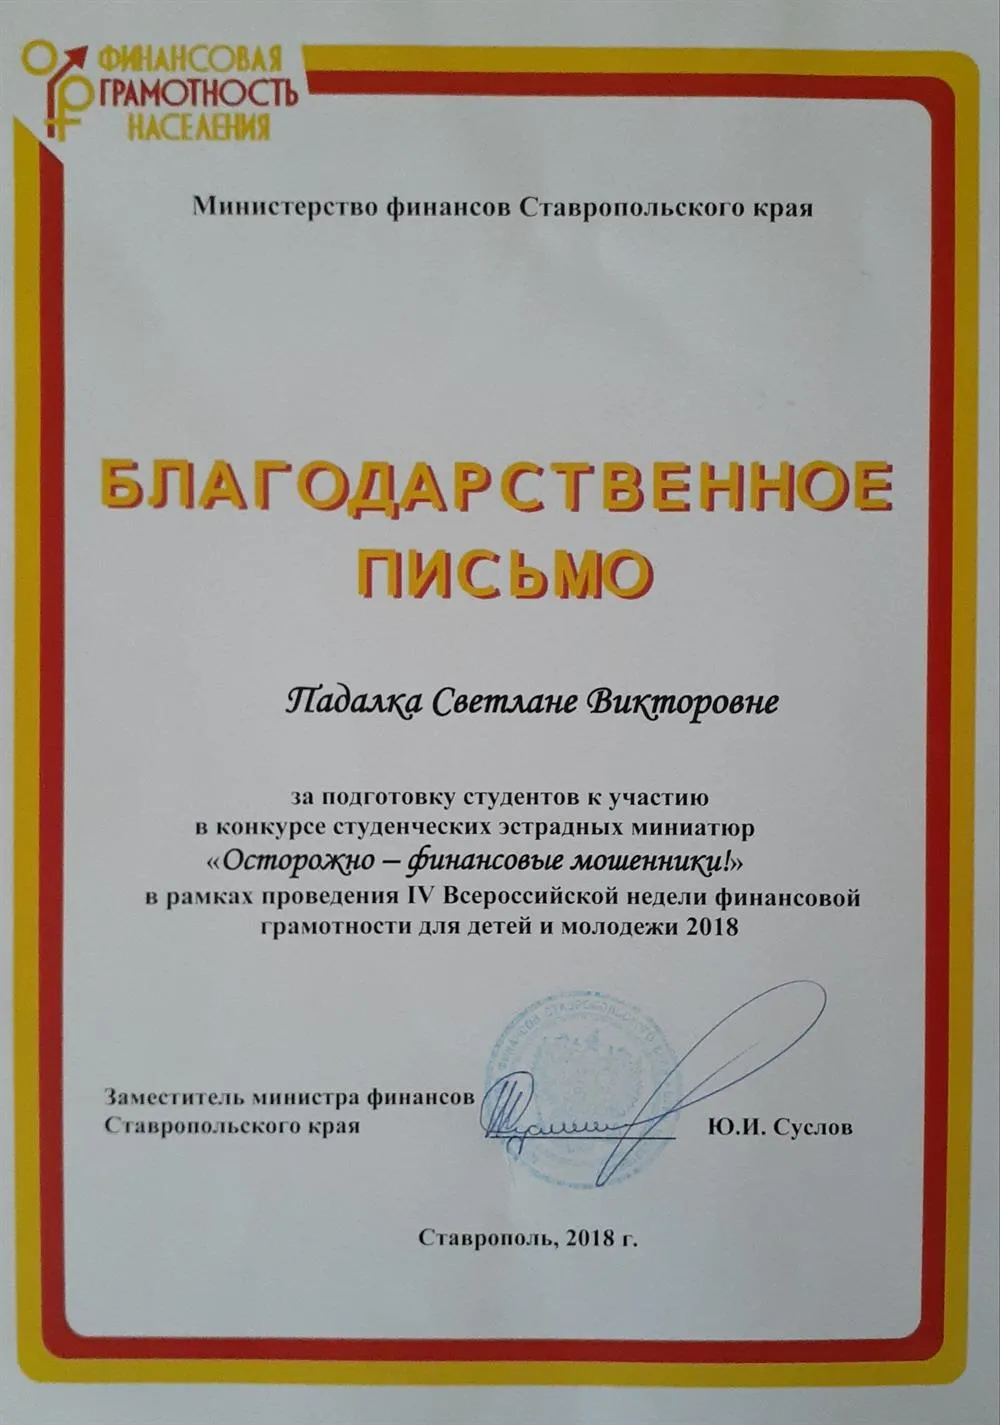 ФИНАНСОВАЯ
ГРАМОТНОСТЬ
НАСЕЛЕНИЯ
Министерство финансов Ставропольского края
БЛАГОДАРСТВЕННОЕ
ПИСЬМО
Падалка Светлане Викторовне
за подготовку студентов к участию
в конкурсе студенческих эстрадных миниатюр
«Осторожно – финансовые мошенники!»
в рамках проведения IV Всероссийской недели финансовой
грамотности для детей и молодежи 2018
Заместитель министра финансов
Ставропольского края
Ю.И. Суслов
Ставрополь, 2018 г.